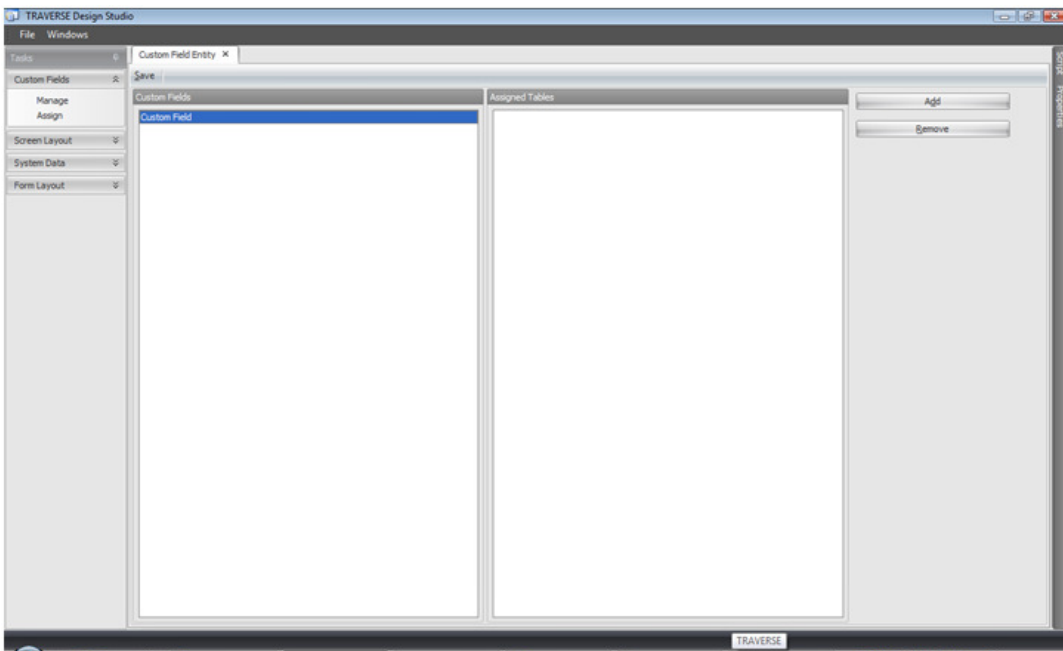 TRAVERSE Design Studio
File Windows
Tasks
Custom Field Entity X
Custom Fields
Save
Manage
Assign
Screen Layout
System Data
Form Layout
Custom Fields
Custom Field
Assigned Tables
Add
Remove
Script
Properties
TRAVERSE